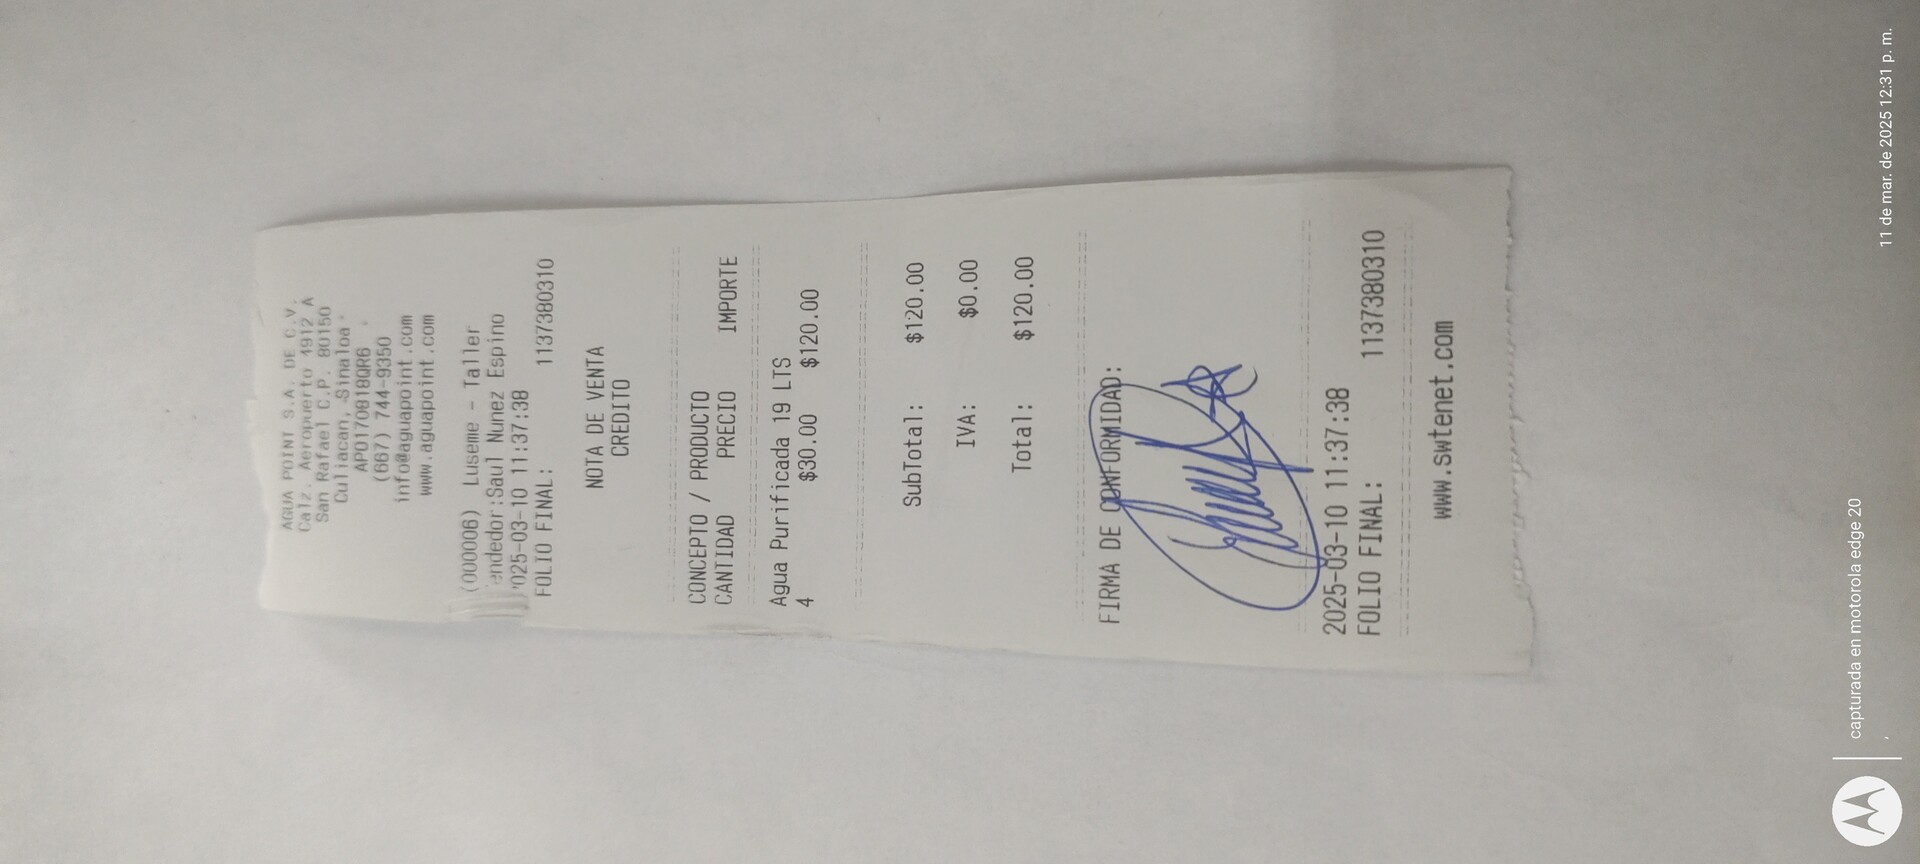 AGUA POINT S.A. DE C.V.
Calz. Aeropuerto 4912 A
San Rafael C.P. 80150
Culiacan, Sinaloa
APO170818QR6
(667) 744-9350
info@aguapoint.com
www.aguapoint.com
(000006) Luseme - Taller
endedor:Saul Nunez Espino
025-03-10 11:37:38
FOLIO FINAL: 1137380310
NOTA DE VENTA
CREDITO
CONCEPTO / PRODUCTO
CANTIDAD PRECIO IMPORTE
Agua Purificada 19 LTS
4 $30.00 $120.00
SubTotal: $120.00
IVA: $0.00
Total: $120.00
FIRMA DE CONFORMIDAD:
2025-03-10 11:37:38
FOLIO FINAL: 1137380310
www.swtenet.com
capturada en motorola edge 20
11 de mar. de 2025 12:31 p. m.